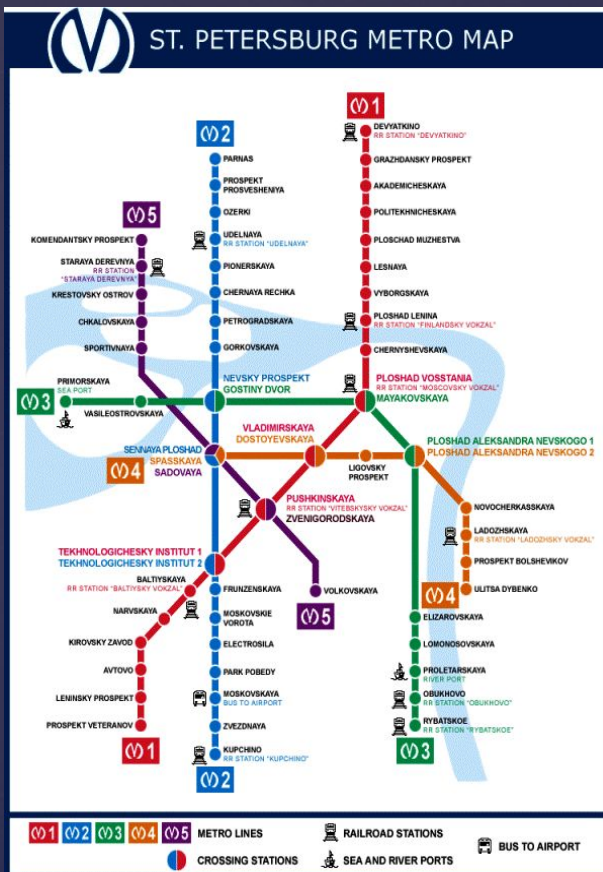 ST. PETERSBURG METRO MAP
1
DEVYATKINO
RR STATION "DEVYATKINO"
GRAZHDANSKY PROSPEKT
AKADEMICHESKAYA
POLITEKHNICHESKAYA
PLOSCHAD MUZHESTVA
LESNAYA
VYBORGSKAYA
PLOSHAD LENINA
RR STATION "FINLANDSKY VOKZAL"
CHERNYSHEVSKAYA
PLOSHAD VOSSTANIA
RR STATION "MOSCOVSKY VOKZAL"
MAYAKOVSKAYA
2
PARNAS
PROSPEKT
PROSVESHENIYA
OZERKI
UDELNAYA
RR STATION "UDELNAYA"
PIONERSKAYA
CHERNAYA RECHKA
PETROGRADSKAYA
GORKOVSKAYA
NEVSKY PROSPEKT
GOSTINY DVOR
5
KOMENDANTSKY PROSPEKT
STARAYA DEREVNYA
RR STATION
"STARAYA DEREVNYA"
KRESTOVSKY OSTROV
CHKALOVSKAYA
SPORTIVNAYA
PRIMORSKAYA
SEA PORT
3
VASILEOSTROVSKAYA
VLADIMIRSKAYA
DOSTOYEVSKAYA
PLOSHAD ALEKSANDRA NEVSKOGO 1
PLOSHAD ALEKSANDRA NEVSKOGO 2
SENNAYA PLOSHAD
SPASSKAYA
SADOVAYA
4
LIGOVSKY
PROSPEKT
PUSHKINSKAYA
RR STATION "VITEBSKYSKY VOKZAL"
ZVENIGORODSKAYA
NOVOCHERKASSKAYA
LADOZHSKAYA
RR STATION "LADOZHSKY VOKZAL"
PROSPEKT BOLSHEVIKOV
ULITSA DYBENKO
4
TEKHNOLOGICHESKY INSTITUT 1
TEKHNOLOGICHESKY INSTITUT 2
BALTIYSKAYA
RR STATION "BALTIYSKY VOKZAL"
NARVSKAYA
KIROVSKY ZAVOD
AVTOVO
LENINSKY PROSPEKT
PROSPEKT VETERANOV
1
FRUNZENSKAYA
MOSKOVSKIE
VOROTA
ELECTROSILA
PARK POBEDY
MOSKOVSKAYA
BUS TO AIRPORT
ZVEZDNAYA
KUPCHINO
RR STATION "KUPCHINO"
2
VOLKOVSKAYA
5
ELIZAROVSKAYA
LOMONOSOVSKAYA
PROLETARSKAYA
RIVER PORT
OBUKHOVO
RR STATION "OBUKHOVO"
RYBATSKOE
RR STATION "RYBATSKOE"
3
1 2 3 4 5 METRO LINES
CROSSING STATIONS
RAILROAD STATIONS
SEA AND RIVER PORTS
BUS TO AIRPORT